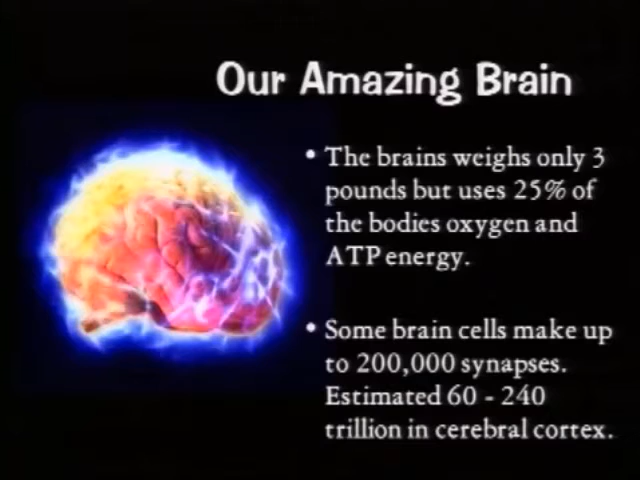 Our Amazing Brain
• The brains weighs only 3
pounds but uses 25% of
the bodies oxygen and
ATP energy.
• Some brain cells make up
to 200,000 synapses.
Estimated 60 - 240
trillion in cerebral cortex.